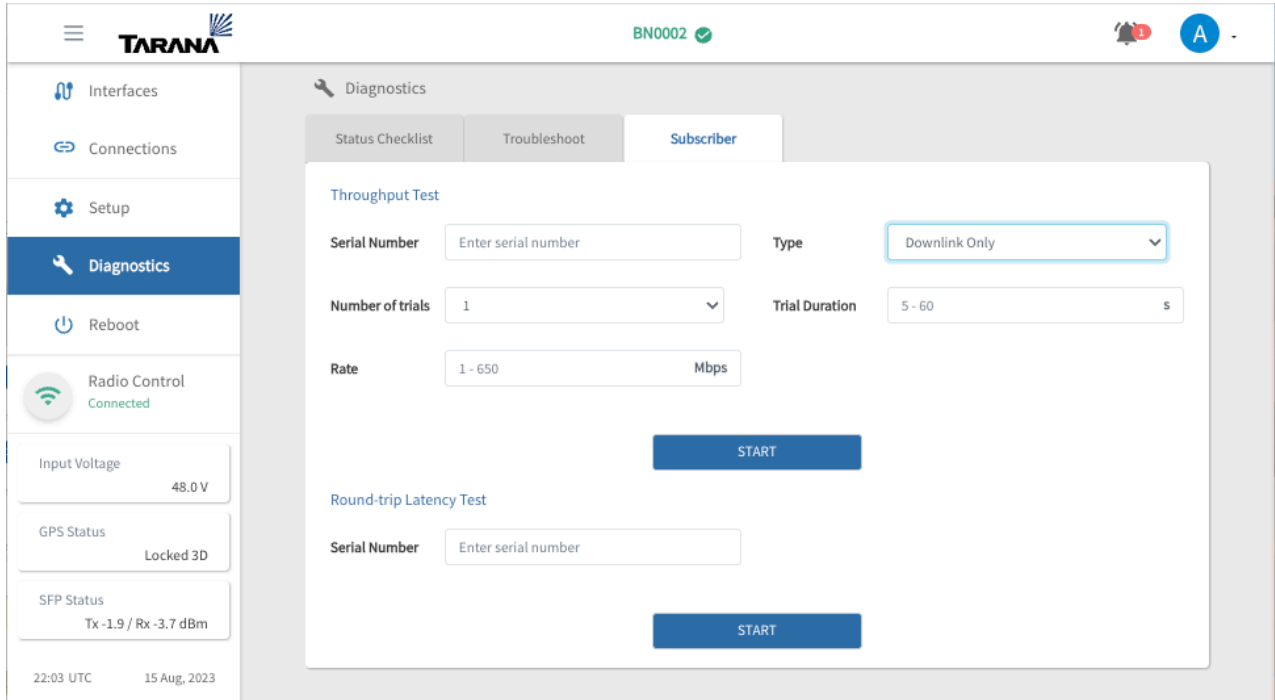 TARANA
BN0002
1
A
Interfaces
Connections
Setup
Diagnostics
Reboot
Radio Control
Connected
Input Voltage
48.0 V
GPS Status
Locked 3D
SFP Status
Tx -1.9 / Rx -3.7 dBm
22:03 UTC 15 Aug, 2023
Diagnostics
Status Checklist Troubleshoot Subscriber
Throughput Test
Serial Number Enter serial number Type Downlink Only
Number of trials 1 Trial Duration 5 - 60 s
Rate 1 - 650 Mbps
START
Round-trip Latency Test
Serial Number Enter serial number
START